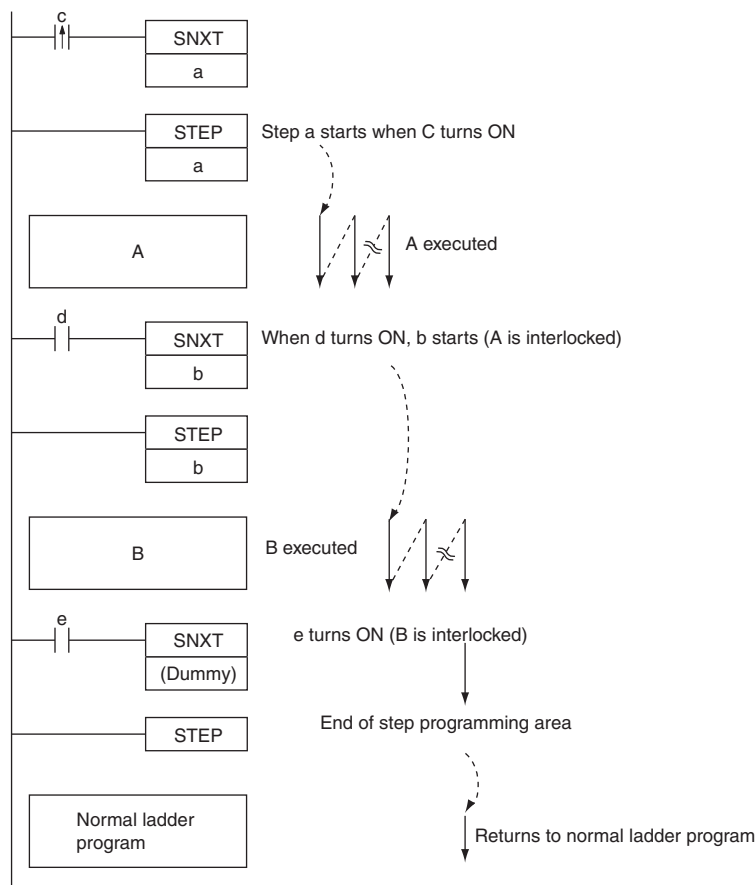 c
SNXT
a
STEP
a
Step a starts when C turns ON
A
A executed
d
SNXT
b
When d turns ON, b starts (A is interlocked)
STEP
b
B
B executed
e
SNXT
(Dummy)
e turns ON (B is interlocked)
STEP
End of step programming area
Normal ladder
program
Returns to normal ladder program